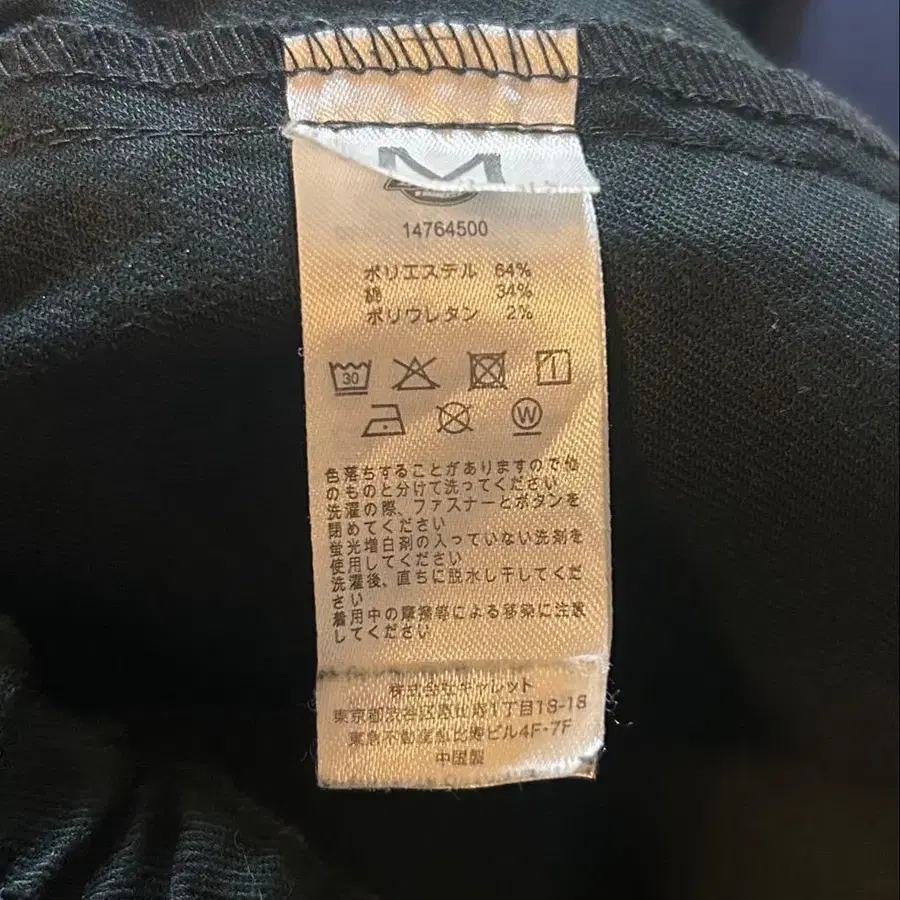 14764500
ポリエステル 64%
綿 34%
ポリウレタン 2%
30
W
色落ちすることがありますので他
のものと分けて洗ってください
洗濯の際、ファスナーとボタンを
閉めてください
蛍光増白剤の入っていない洗剤を
使用してください
洗濯後、直ちに脱水し干してくだ
さい
着用中の摩擦等による移染に注意
してください
株式会社キャレット
東京都渋谷区恵比寿1丁目18-18
東急不動産恵比寿ビル4F・7F
中国製